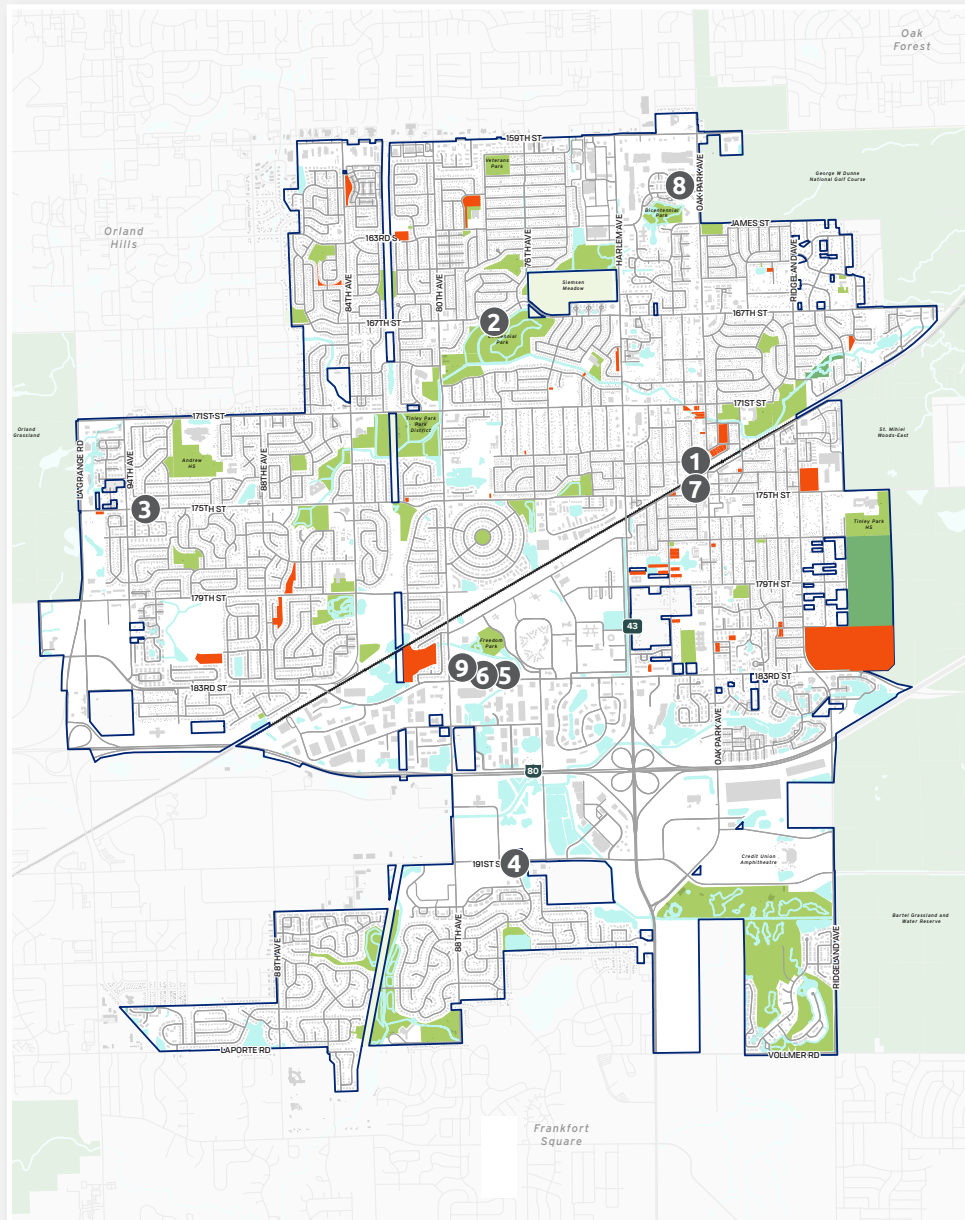 Oak
Forest
159TH ST
Veterans
Park
OAK PARK AVE
George W Dunne
National Golf Course
8
Bicentennial
Park
JAMES ST
Orland
Hills
163RD S
76TH AVE
HARLEM AVE
RIDGELAND AVE
84TH AVE
80TH AVE
Siemsen
Meadow
167TH ST
2
Park
167TH ST
171ST ST
171ST ST
Orland
Grassland
Tinley Park
Park
District
St. Mihiel
Woods-East
LAGRANGE RD
94TH AVE
Andrew
HS
88THE AVE
1
7
175TH ST
3
175TH ST
Tinley Park
HS
179TH ST
179TH ST
43
Freedom
Park
9
6
5
183RD ST
183RD ST
OAK PARK AVE
80
191ST S
4
Credit Union
Amphitheatre
88TH AVE
88TH AVE
Bartel Grassland and
Water Reserve
RIDGELAND AVE
LAPORTE RD
VOLLMER RD
Frankfort
Square